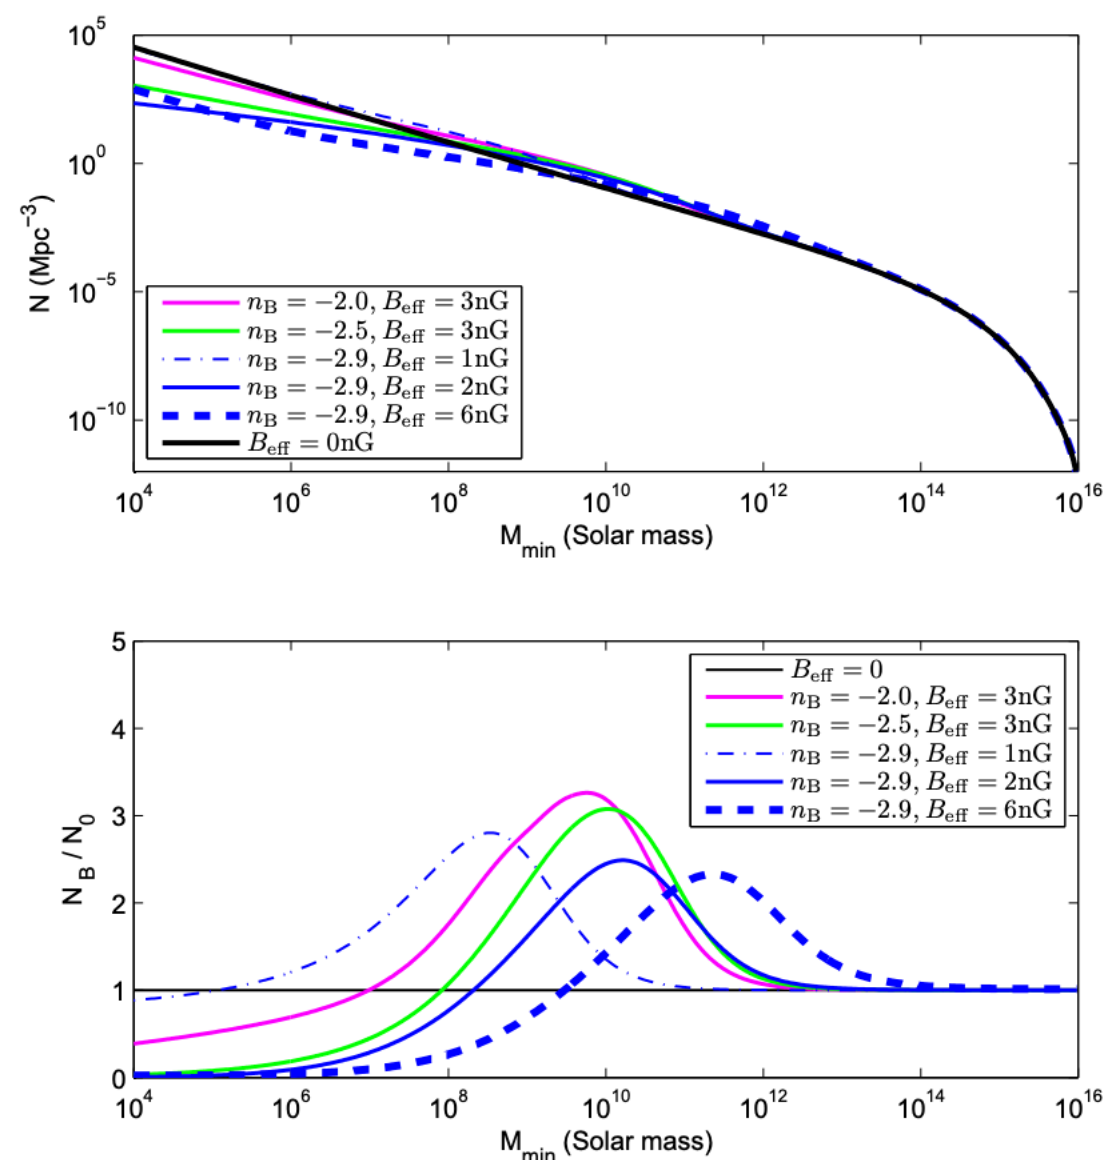 10^5
10^0
10^−5
10^−10
N (Mpc^−3)
n_B = −2.0, B_eff = 3nG
n_B = −2.5, B_eff = 3nG
n_B = −2.9, B_eff = 1nG
n_B = −2.9, B_eff = 2nG
n_B = −2.9, B_eff = 6nG
B_eff = 0nG
10^4 10^6 10^8 10^10 10^12 10^14 10^16
M_min (Solar mass)
5
4
3
2
1
0
N_B / N_0
B_eff = 0
n_B = −2.0, B_eff = 3nG
n_B = −2.5, B_eff = 3nG
n_B = −2.9, B_eff = 1nG
n_B = −2.9, B_eff = 2nG
n_B = −2.9, B_eff = 6nG
10^4 10^6 10^8 10^10 10^12 10^14 10^16
M_min (Solar mass)